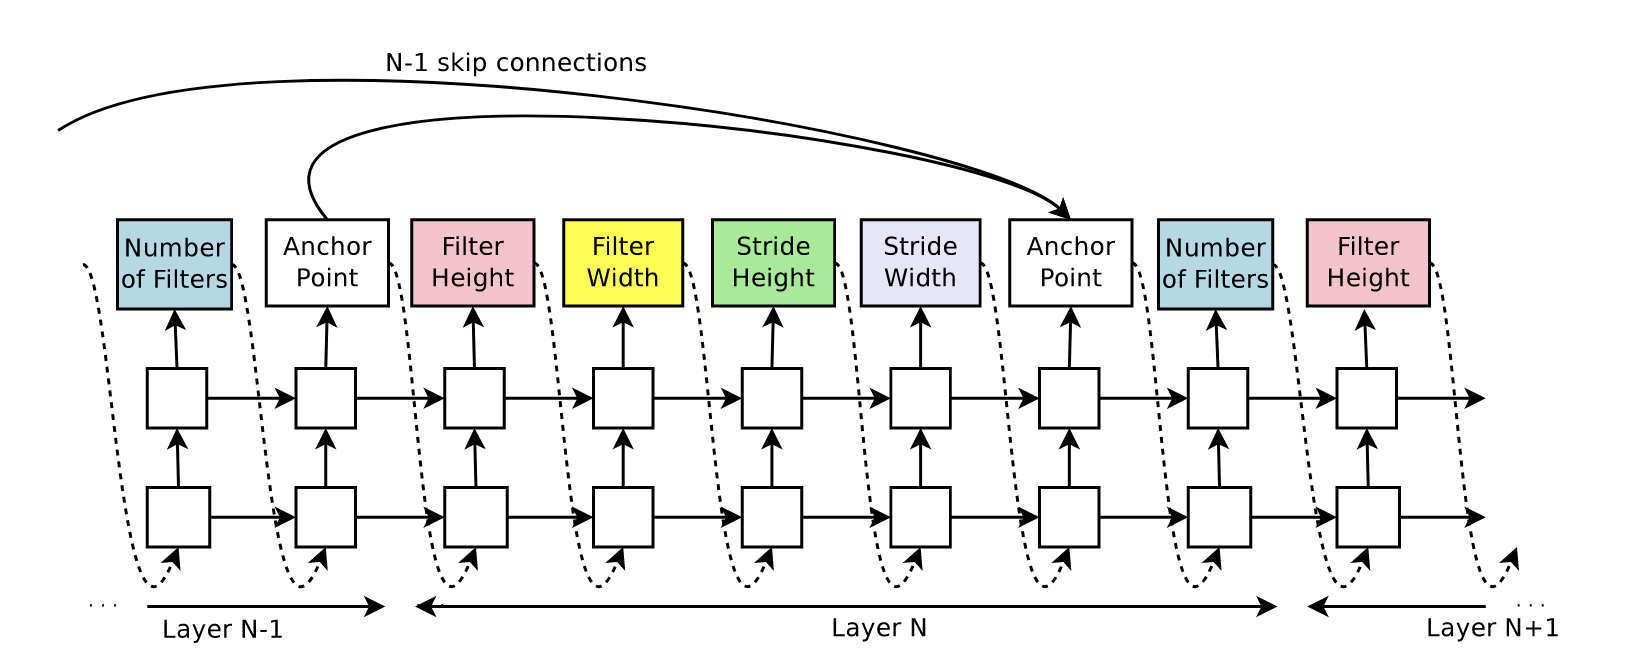 N-1 skip connections
Number
of Filters
Anchor
Point
Filter
Height
Filter
Width
Stride
Height
Stride
Width
Anchor
Point
Number
of Filters
Filter
Height
...
Layer N-1
Layer N
...
Layer N+1